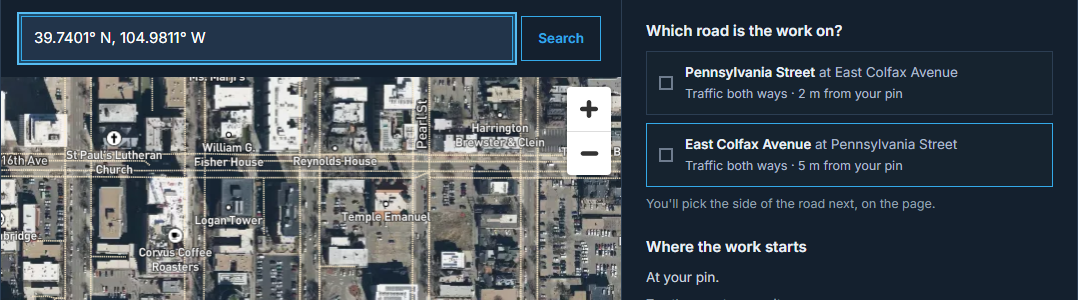 39.7401° N, 104.9811° W
Search
Ms. Mayi's
Pearl St
Harrington
Brewster & Clein
16th Ave
St Pauls Lutheran
Church
William G.
Fisher House
Reynolds House
Logan Tower
Temple Emanuel
Corvus Coffee
Roasters
+
−
Which road is the work on?
Pennsylvania Street at East Colfax Avenue
Traffic both ways · 2 m from your pin
East Colfax Avenue at Pennsylvania Street
Traffic both ways · 5 m from your pin
You'll pick the side of the road next, on the page.
Where the work starts
At your pin.